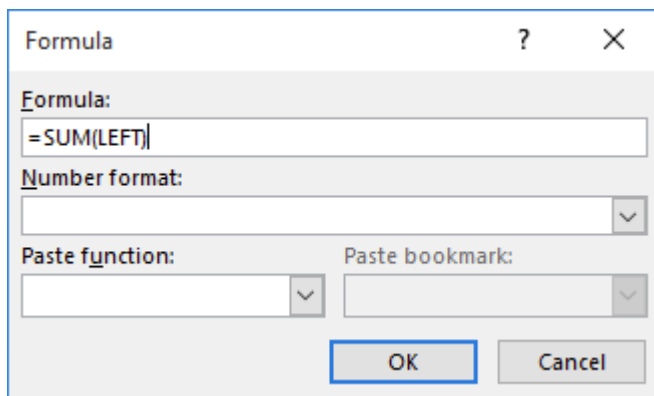 Formula ?
Formula:
=SUM(LEFT)
Number format:
Paste function: Paste bookmark:
OK Cancel